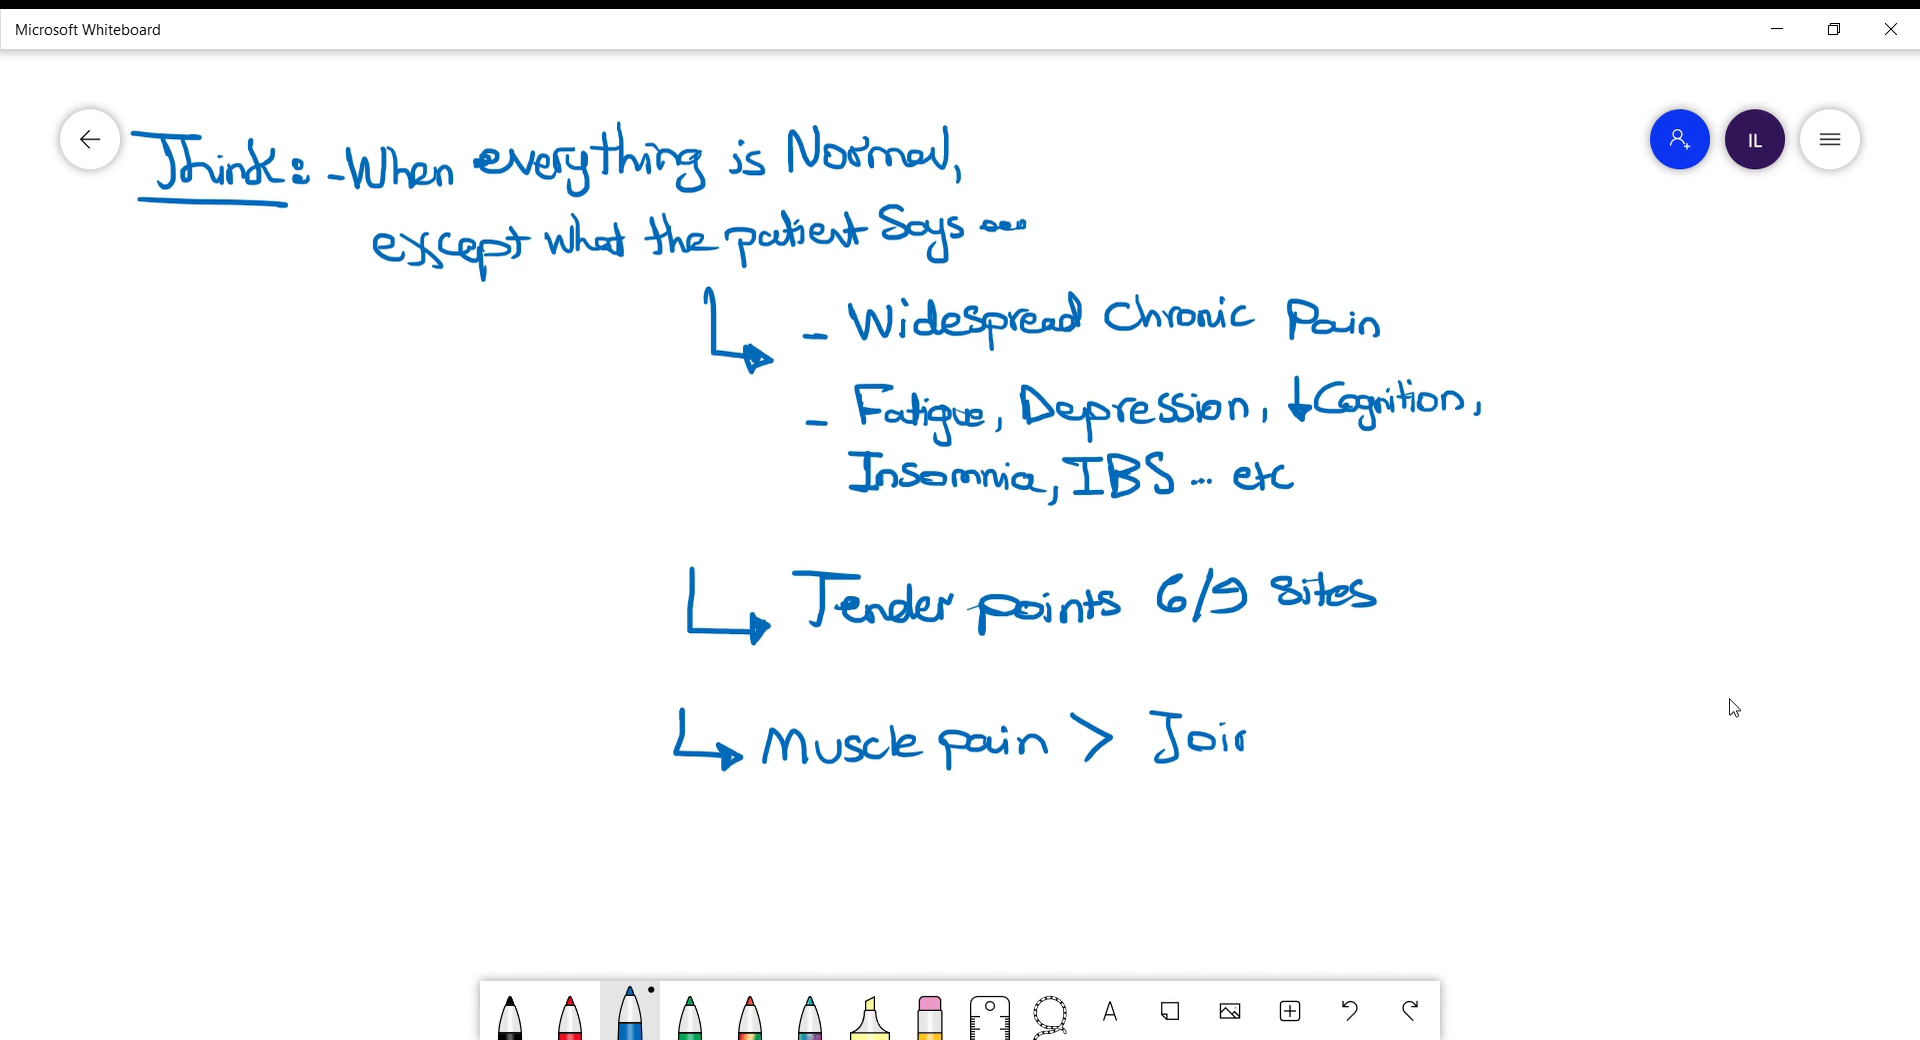 Microsoft Whiteboard
IL
Think: - When everything is Normal,
except what the patient Says ...
- Widespread Chronic Pain
- Fatigue, Depression, ↓Cognition,
Insomnia, IBS ... etc
Tender points 6/9 Sites
Muscle pain > Joi
A